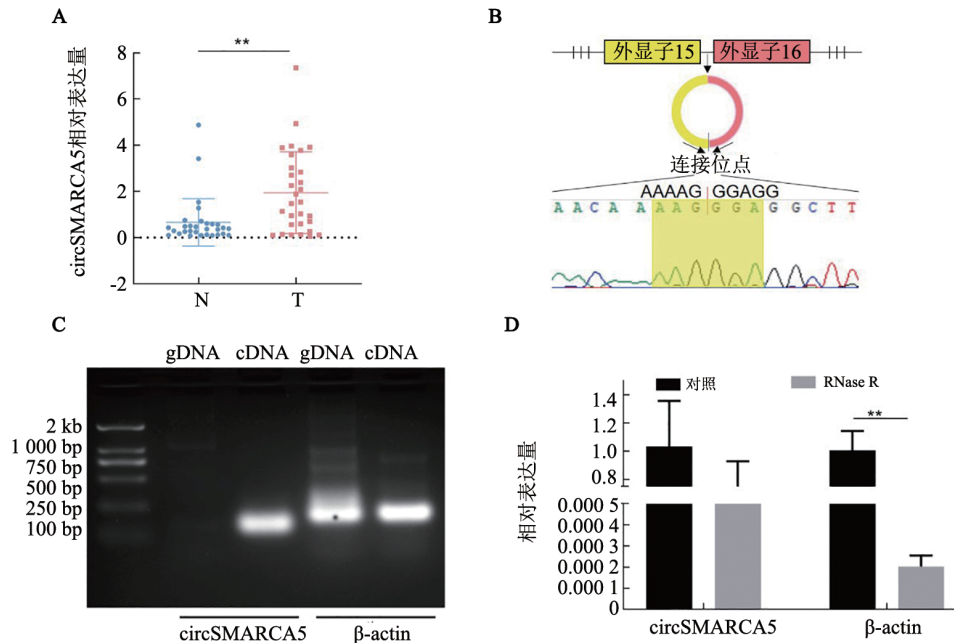 A
**
circSMARCA5相对表达量
8
6
4
2
0
-2
N
T
B
外显子15
外显子16
连接位点
AAAAG GGAGG
A A C A A A A G G G A G G C T T
C
gDNA cDNA gDNA cDNA
2 kb
1 000 bp
750 bp
500 bp
250 bp
100 bp
circSMARCA5
β-actin
D
对照
RNase R
**
相对表达量
1.4
1.2
1.0
0.8
0.000 5
0.000 4
0.000 2
0.000 1
0
circSMARCA5
β-actin